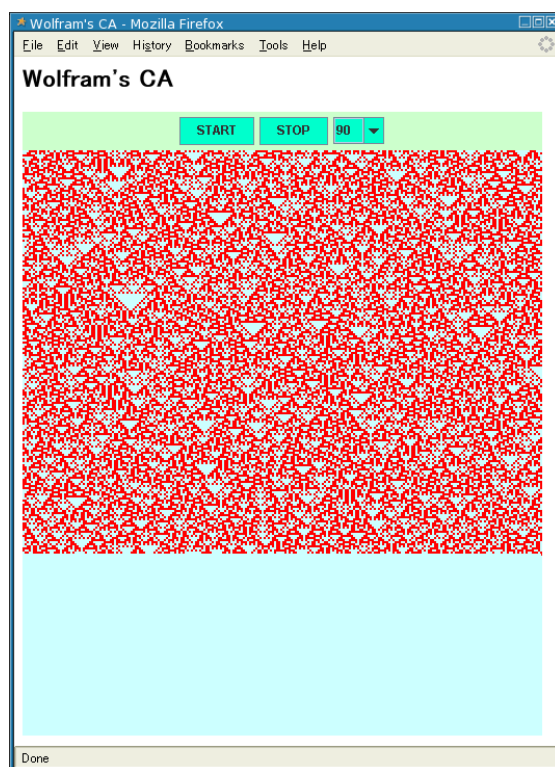 Wolfram's CA - Mozilla Firefox
File Edit View History Bookmarks Tools Help
Wolfram's CA
START STOP 90
Done